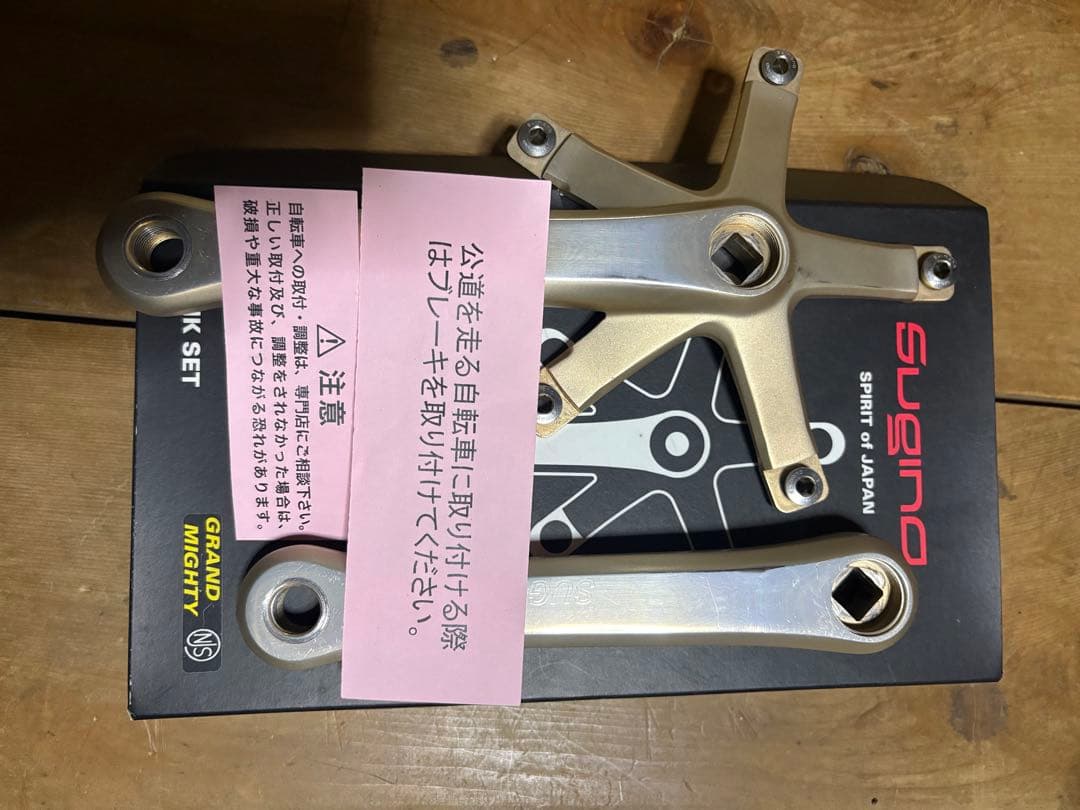 公道を走る自転車に取り付ける際
はブレーキを取り付けてください。
⚠ 注意
自転車への取付・調整は、専門店にご相談下さい。
正しい取付及び、調整をされなかった場合は、
破損や重大な事故につながる恐れがあります。
sugino
SPIRIT of JAPAN
NK SET
GRAND
MIGHTY
NS
SUG